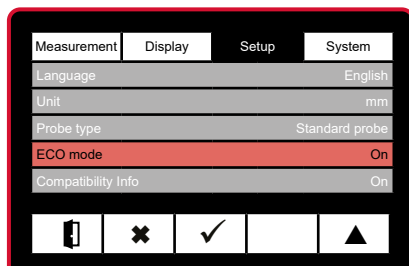 Measurement Display Setup System
Language English
Unit mm
Probe type Standard probe
ECO mode On
Compatibility Info On